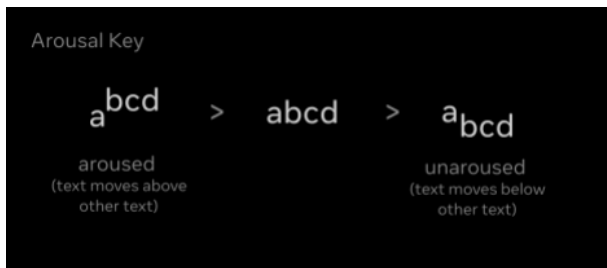 Arousal Key
abcd > abcd > abcd
aroused
(text moves above
other text)
unaroused
(text moves below
other text)